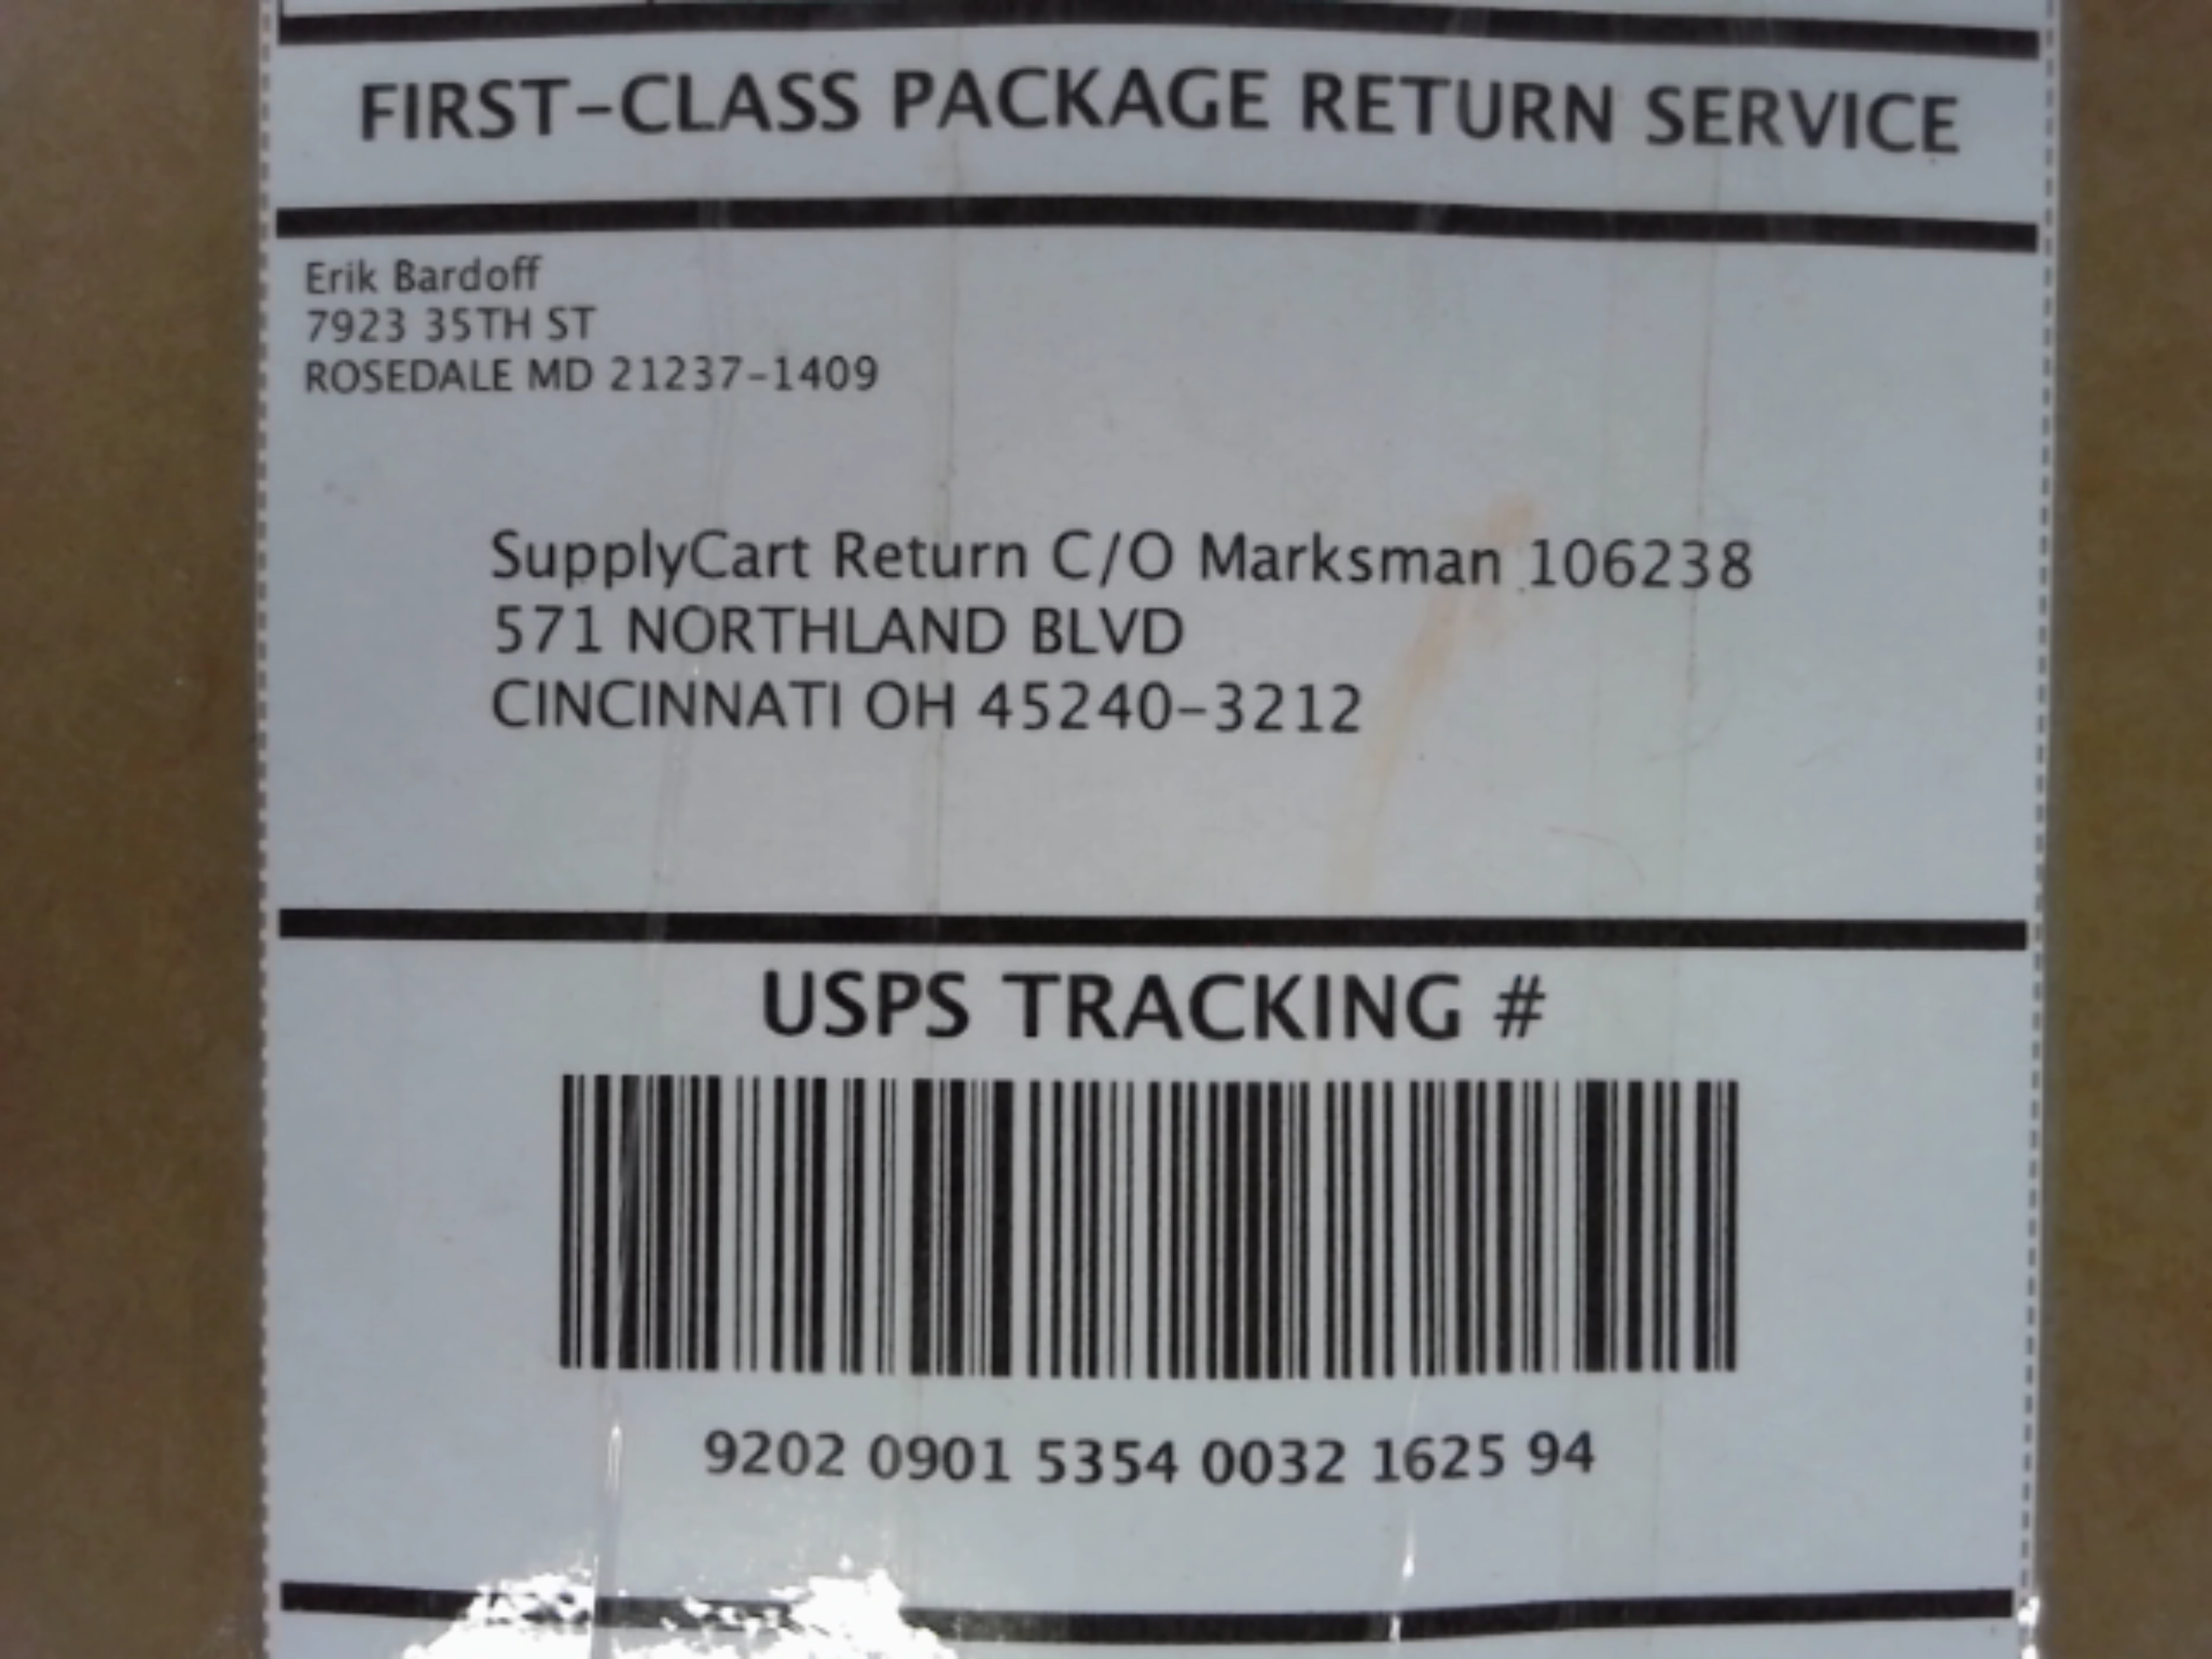 FIRST-CLASS PACKAGE RETURN SERVICE
Erik Bardoff
7923 35TH ST
ROSEDALE MD 21237-1409
SupplyCart Return C/O Marksman 106238
571 NORTHLAND BLVD
CINCINNATI OH 45240-3212
USPS TRACKING #
9202 0901 5354 0032 1625 94